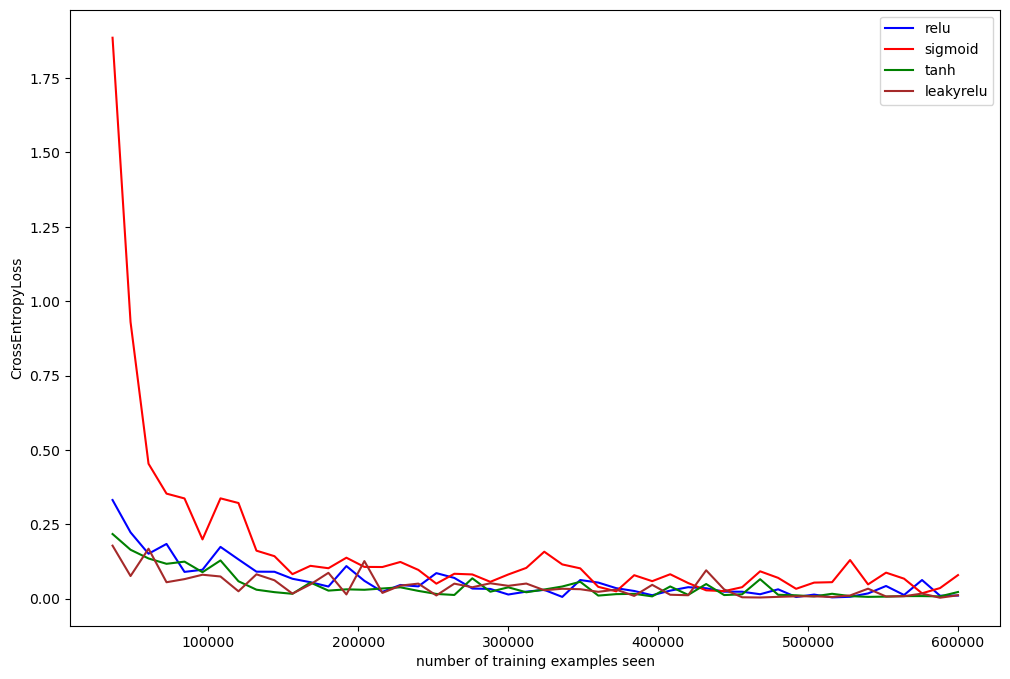 relu
sigmoid
tanh
leakyrelu
1.75
1.50
1.25
1.00
0.75
0.50
0.25
0.00
CrossEntropyLoss
100000 200000 300000 400000 500000 600000
number of training examples seen